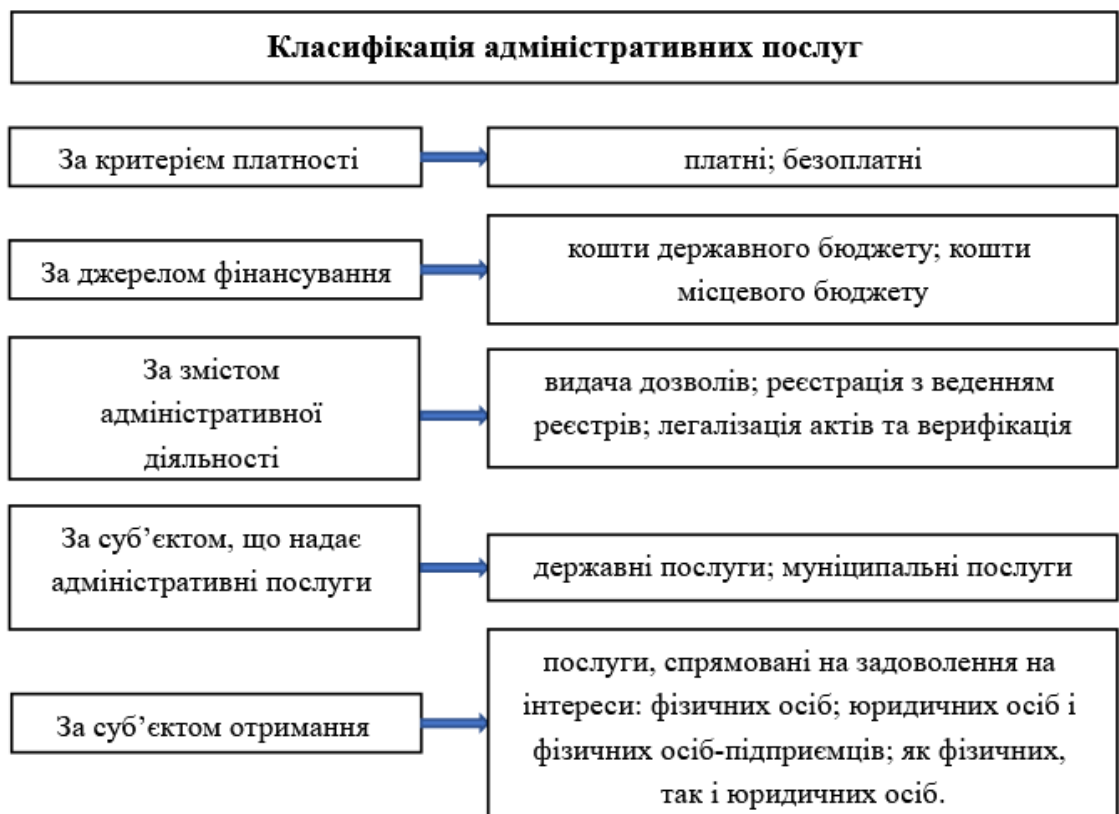 Класифікація адміністративних послуг
За критерієм платності
платні; безоплатні
За джерелом фінансування
кошти державного бюджету; кошти
місцевого бюджету
За змістом
адміністративної
діяльності
видача дозволів; реєстрація з веденням
реєстрів; легалізація актів та верифікація
За суб’єктом, що надає
адміністративні послуги
державні послуги; муніципальні послуги
За суб’єктом отримання
послуги, спрямовані на задоволення на
інтереси: фізичних осіб; юридичних осіб і
фізичних осіб-підприємців; як фізичних,
так і юридичних осіб.